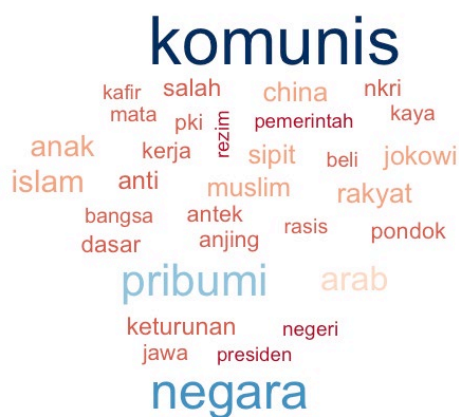 komunis
kafir salah china nkri
mata pki rezim pemerintah kaya
anak kerja sipit beli jokowi
islam anti muslim rakyat
bangsa antek rasis pondok
dasar anjing
pribumi arab
keturunan negeri
jawa presiden
negara